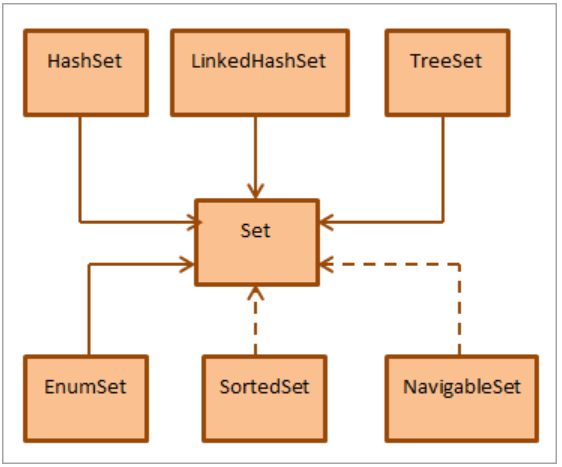 HashSet
LinkedHashSet
TreeSet
Set
EnumSet
SortedSet
NavigableSet